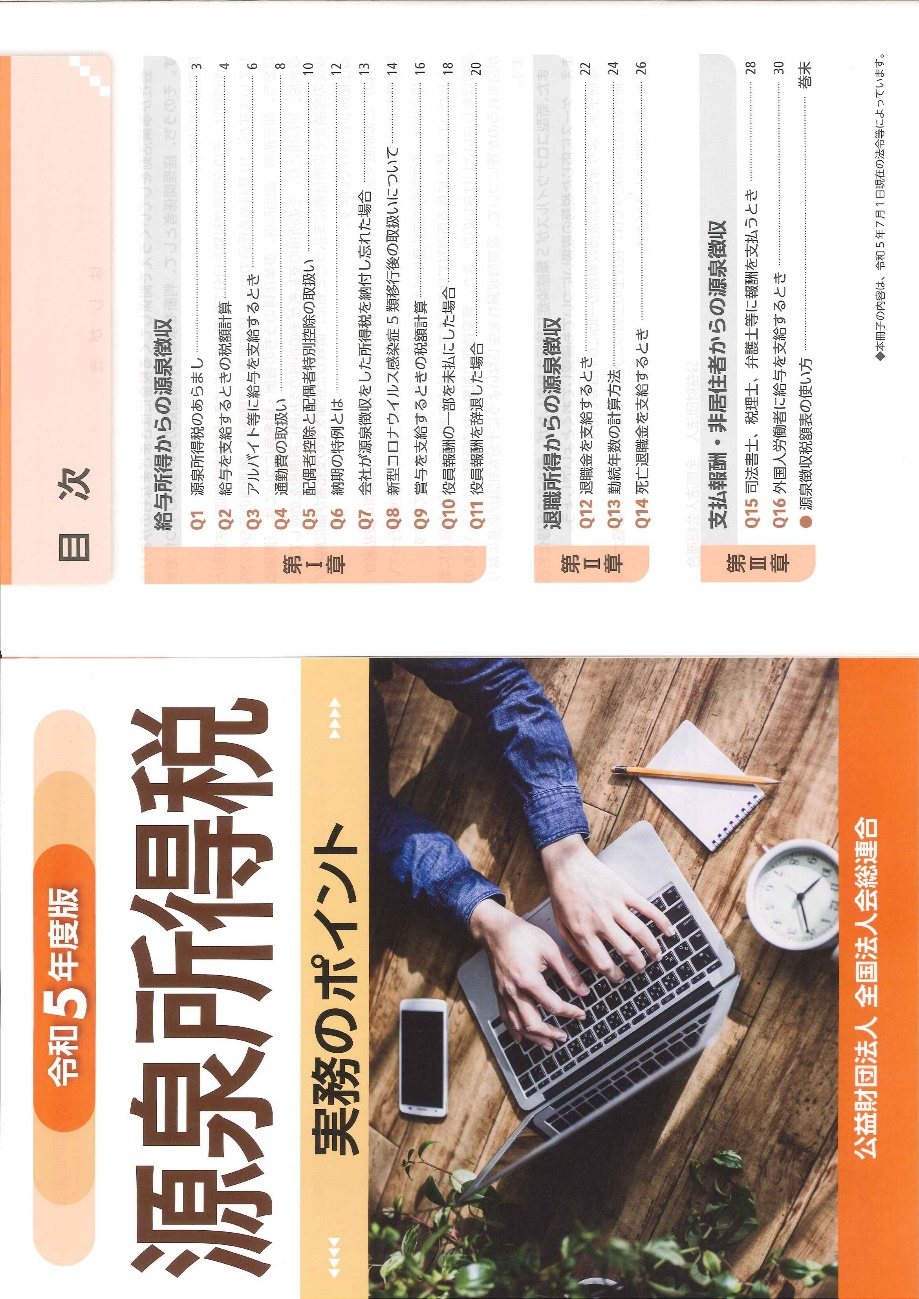 令和5年度版
源泉所得税
実務のポイント
公益財団法人 全国法人会総連合
目 次
第Ⅰ章
給与所得からの源泉徴収
Q1 源泉所得税のあらまし 3
Q2 給与を支給するときの税額計算 4
Q3 アルバイト等に給与を支給するとき 6
Q4 通勤費の取扱い 8
Q5 配偶者控除と配偶者特別控除の取扱い 10
Q6 納期の特例とは 12
Q7 会社が源泉徴収をした所得税を納付し忘れた場合 13
Q8 新型コロナウイルス感染症5類移行後の取扱いについて 14
Q9 賞与を支給するときの税額計算 16
Q10 役員報酬の一部を未払にした場合 18
Q11 役員報酬を辞退した場合 20
第Ⅱ章
退職所得からの源泉徴収
Q12 退職金を支給するとき 22
Q13 勤続年数の計算方法 24
Q14 死亡退職金を支給するとき 26
第Ⅲ章
支払報酬・非居住者からの源泉徴収
Q15 司法書士、税理士、弁護士等に報酬を支払うとき 28
Q16 外国人労働者に給与を支給するとき 30
● 源泉徴収税額表の使い方 巻末
◆本冊子の内容は、令和5年7月1日現在の法令等によっています。